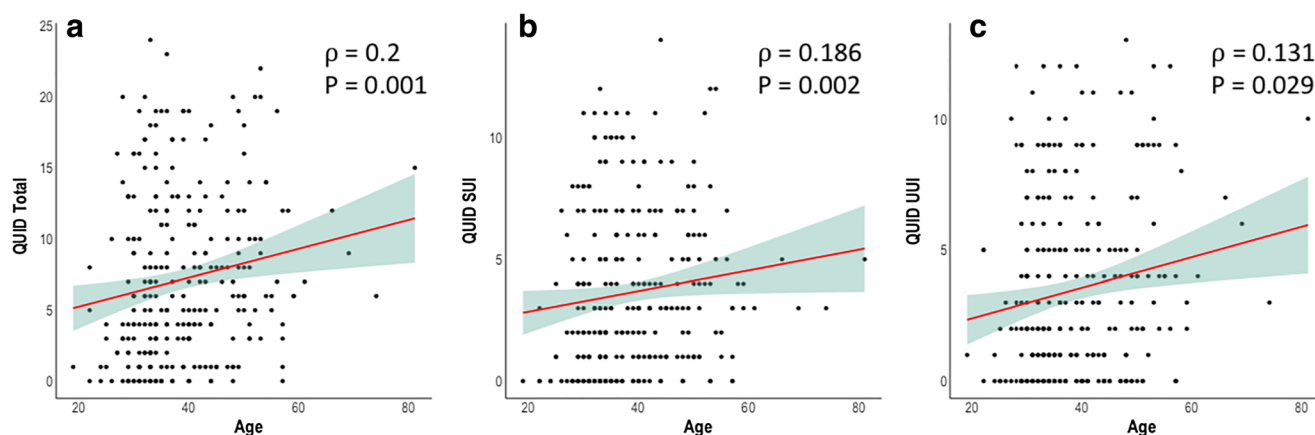 a
ρ = 0.2
P = 0.001
QUID Total
25
20
15
10
5
0
20 40 60 80
Age
b
ρ = 0.186
P = 0.002
QUID SUI
10
5
0
20 40 60 80
Age
c
ρ = 0.131
P = 0.029
QUID UUI
10
5
0
20 40 60 80
Age